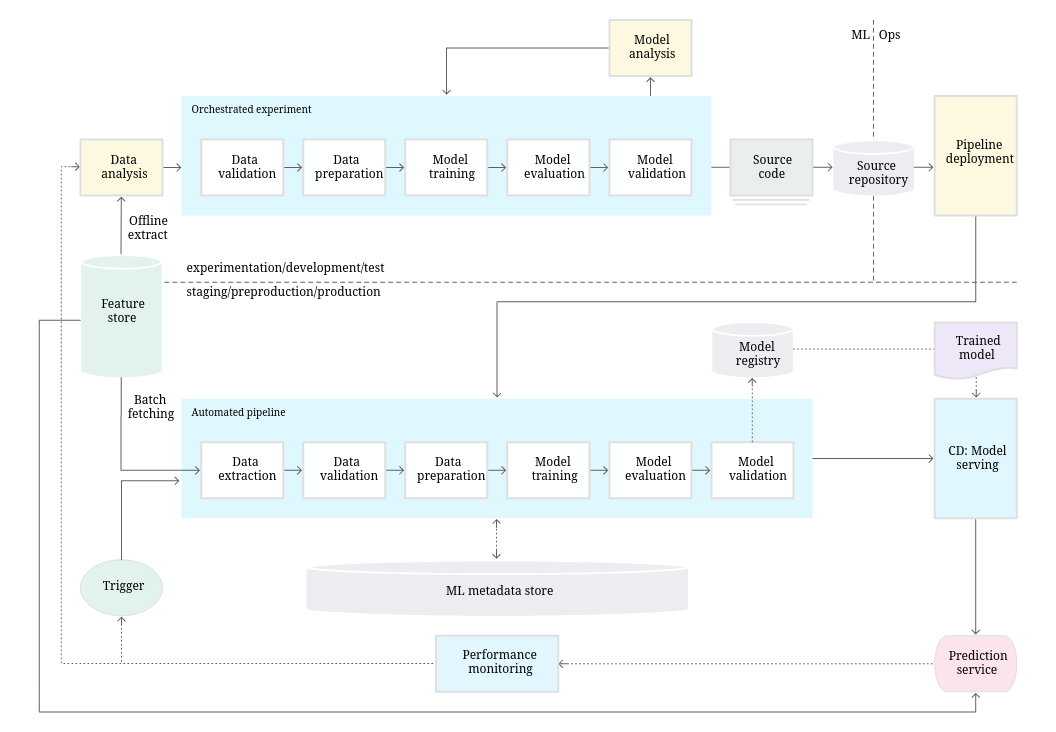 Model
analysis
ML
Ops
Orchestrated experiment
Data
analysis
Data
validation
Data
preparation
Model
training
Model
evaluation
Model
validation
Source
code
Source
repository
Pipeline
deployment
Offline
extract
experimentation/development/test
staging/preproduction/production
Feature
store
Model
registry
Trained
model
Batch
fetching
Automated pipeline
Data
extraction
Data
validation
Data
preparation
Model
training
Model
evaluation
Model
validation
CD: Model
serving
Trigger
ML metadata store
Performance
monitoring
Prediction
service